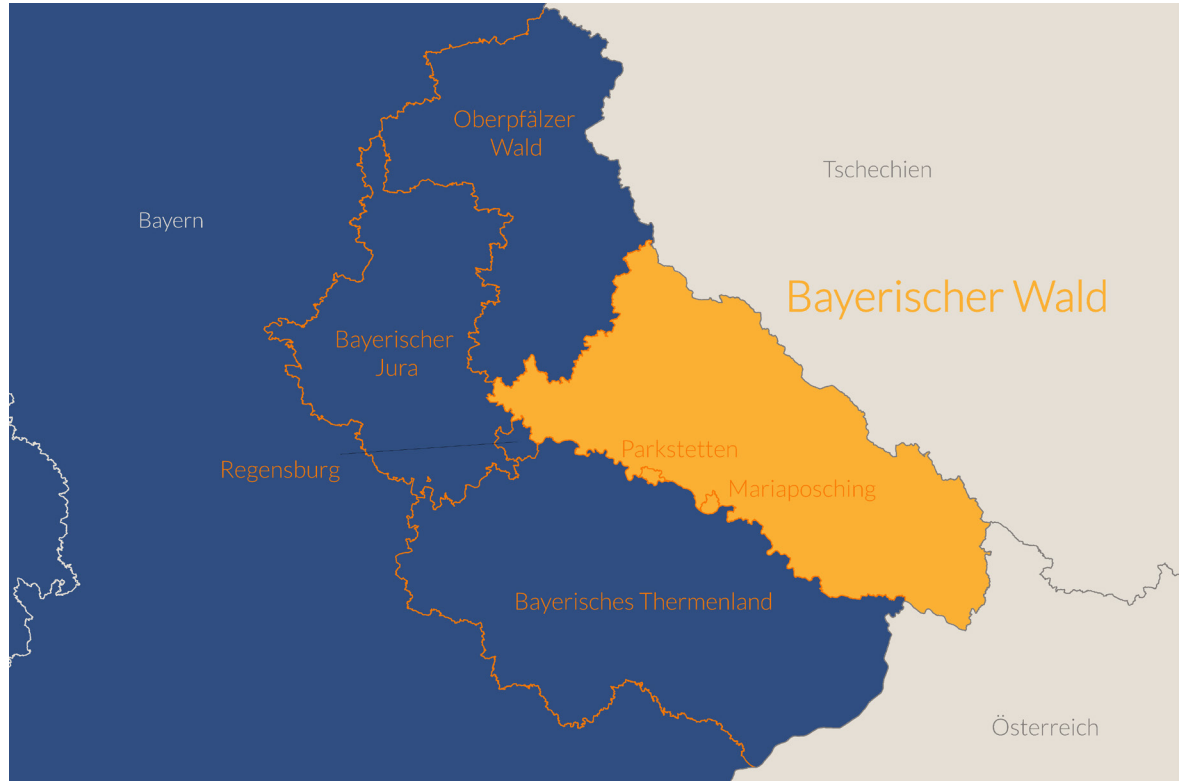 Oberpfälzer
Wald
Tschechien
Bayern
Bayerischer Wald
Bayerischer
Jura
Parkstetten
Regensburg
Mariaposching
Bayerisches Thermenland
Österreich